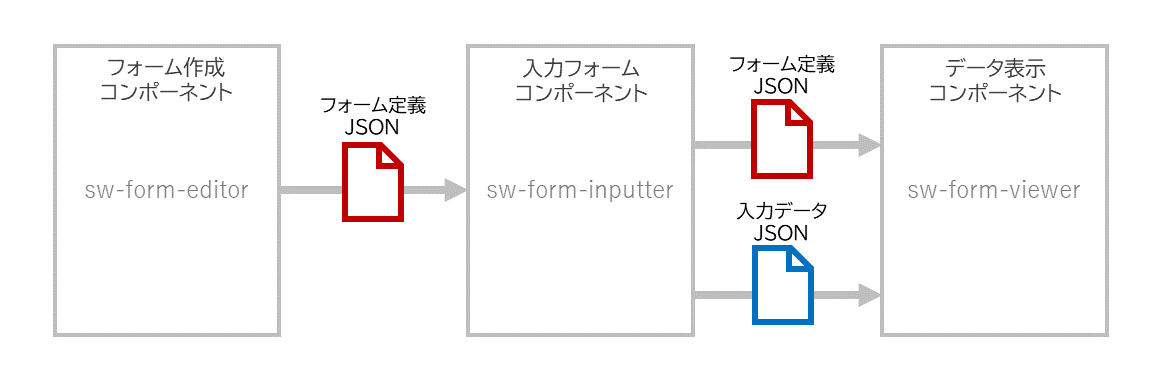 フォーム作成
コンポーネント
sw-form-editor
フォーム定義
JSON
入力フォーム
コンポーネント
sw-form-inputter
フォーム定義
JSON
入力データ
JSON
データ表示
コンポーネント
sw-form-viewer